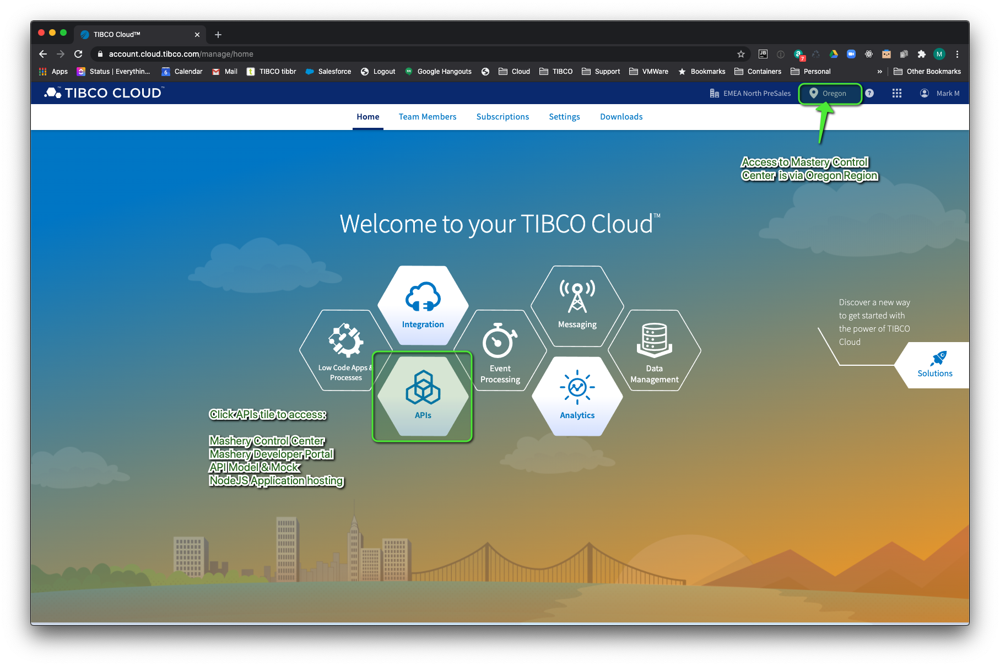 TIBCO Cloud™
account.cloud.tibco.com/manage/home
JB
7
M
Apps
Status | Everythin...
6
Calendar
Mail
t
TIBCO tibbr
Salesforce
Logout
Google Hangouts
Cloud
TIBCO
Support
VMWare
Bookmarks
Containers
Personal
»
Other Bookmarks
TIBCO CLOUD™
EMEA North PreSales
Oregon
?
Mark M
Home
Team Members
Subscriptions
Settings
Downloads
Access to Mastery Control
Center is via Oregon Region
Welcome to your TIBCO Cloud™
Integration
Messaging
Low Code Apps &
Processes
Event
Processing
Data
Management
APIs
Analytics
Discover a new way
to get started with
the power of TIBCO
Cloud
Solutions
Click APIs tile to access:
Mashery Control Center
Mashery Developer Portal
API Model & Mock
NodeJS Application hosting